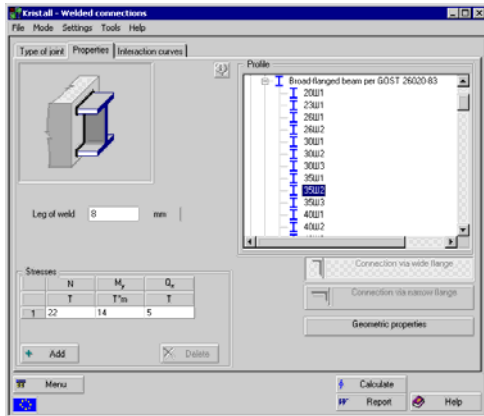 Kristall - Welded connections
File Mode Settings Tools Help
Type of joint Properties Interaction curves
Profile
Broad-flanged beam per GOST 26020-83
20Ш1
23Ш1
26Ш1
26Ш2
30Ш1
30Ш2
30Ш3
35Ш1
35Ш2
35Ш3
40Ш1
40Ш2
Leg of weld 8 mm
Connection via wide flange
Connection via narrow flange
Geometric properties
Stresses
N My Qz
T T*m T
1 22 14 5
Add Delete
Menu Calculate
Report Help